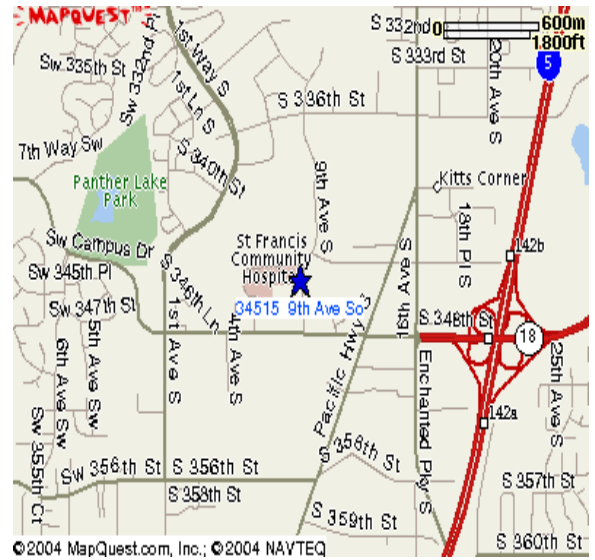 MAPQUEST
TM
S 332nd
0
600m
1800ft
Sw 335th St
Sw 332nd Pl
1st Way S
1st Ln S
S 333rd St
20th Ave S
5
S 336th St
7th Way Sw
S 340th St
9th Ave S
Panther Lake
Park
Kitts Corner
18th Pl S
Sw Campus Dr
St Francis
Community
Hospital
142b
Sw 345th Pl
S 346th Ln
34515 9th Ave So
16th Ave S
Sw 347th St
S 348th St
18
5th Ave Sw
6th Ave Sw
1st Ave S
4th Ave S
Pacific Hwy S
Enchanted Pky S
25th Ave S
142a
Sw 355th Ct
S 356th St
Sw 356th St
S 356th St
S 357th St
S 358th St
S 359th St
S 360th St
©2004 MapQuest.com, Inc.; ©2004 NAVTEQ